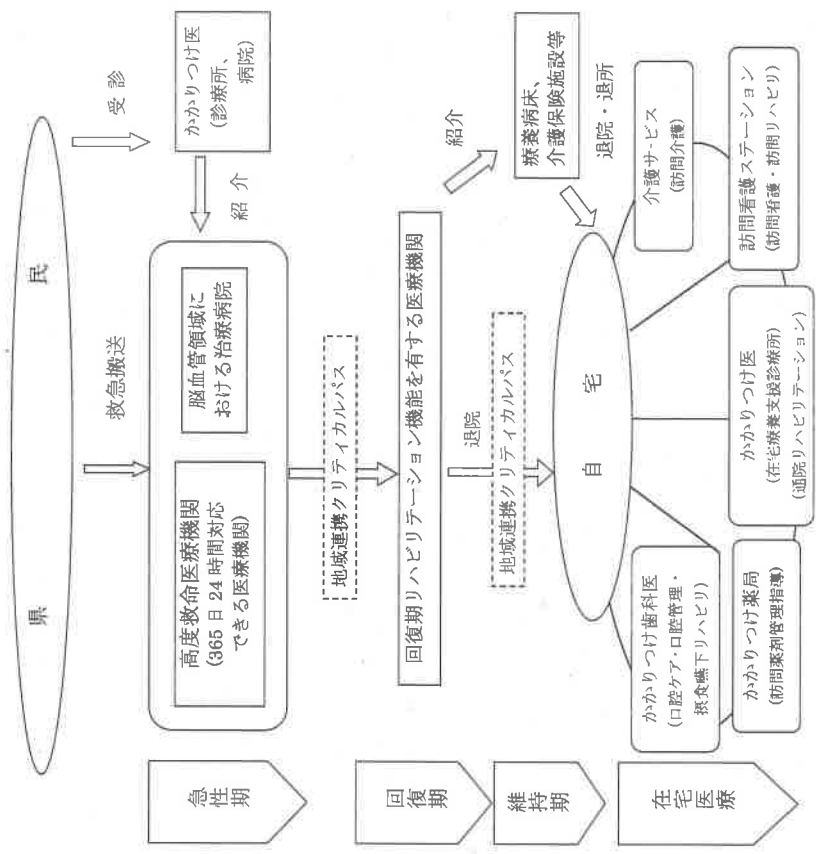 県　民
救急搬送
受診
急性期
高度救命医療機関
(365日24時間対応
できる医療機関)
脳血管領域に
おける治療病院
紹介
かかりつけ医
(診療所、
病院)
地域連携クリティカルパス
回復期
回復期リハビリテーション機能を有する医療機関
紹介
維持期
退院
地域連携クリティカルパス
療養病床、
介護保険施設等
退院・退所
在宅医療
自　宅
かかりつけ歯科医
(口腔ケア・口腔管理・
摂食嚥下リハビリ)
かかりつけ薬局
(訪問薬剤管理指導)
かかりつけ医
(在宅療養支援診療所)
(通院リハビリテーション)
介護サービス
(訪問介護)
訪問看護ステーション
(訪問看護・訪問リハビリ)